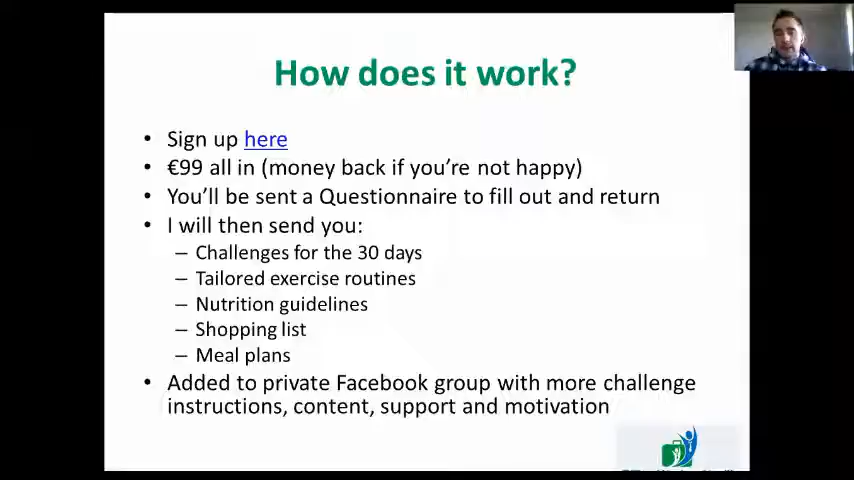 How does it work?
• Sign up here
• €99 all in (money back if you're not happy)
• You'll be sent a Questionnaire to fill out and return
• I will then send you:
– Challenges for the 30 days
– Tailored exercise routines
– Nutrition guidelines
– Shopping list
– Meal plans
• Added to private Facebook group with more challenge
instructions, content, support and motivation